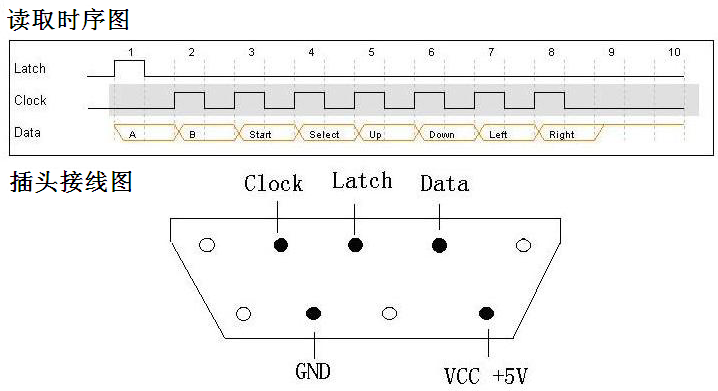 读取时序图
1 2 3 4 5 6 7 8 9 10
Latch
Clock
Data A B Start Select Up Down Left Right
插头接线图
Clock Latch Data
GND
VCC +5V